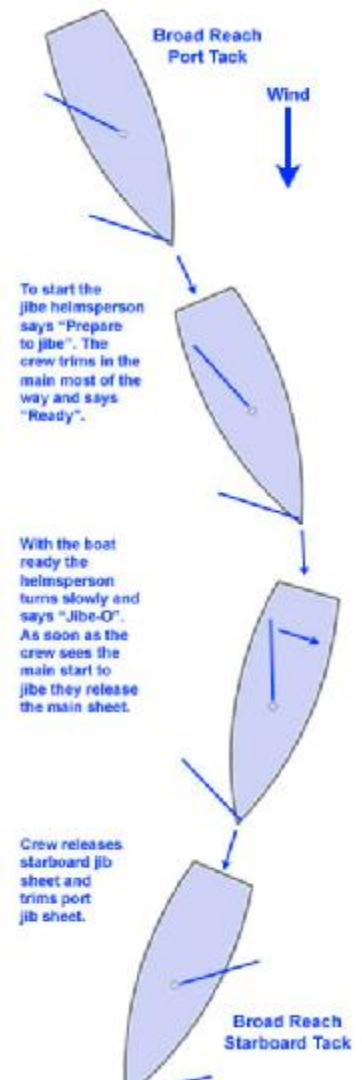 Broad Reach
Port Tack
Wind
To start the
jibe helmsperson
says “Prepare
to jibe”. The
crew trims in the
main most of the
way and says
“Ready”.
With the boat
ready the
helmsperson
turns slowly and
says “Jibe-O”.
As soon as the
crew sees the
main start to
jibe they release
the main sheet.
Crew releases
starboard jib
sheet and
trims port
jib sheet.
Broad Reach
Starboard Tack